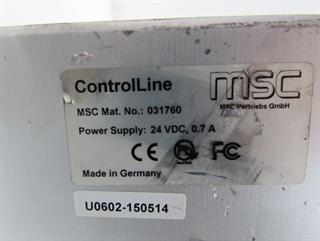 ControlLine
msc
MSC Vertriebs GmbH
MSC Mat. No.: 031760
Power Supply: 24 VDC, 0.7 A
CE UL FC
Made in Germany
U0602-150514